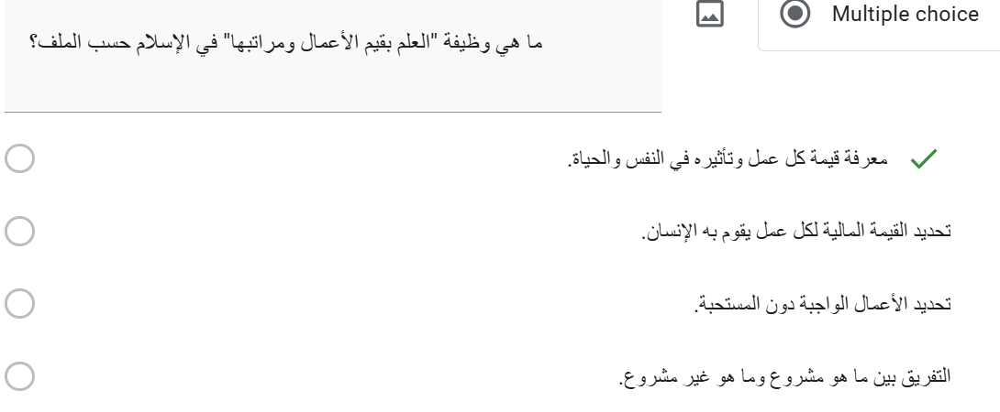 Multiple choice
ما هي وظيفة "العلم بقيم الأعمال ومراتبها" في الإسلام حسب الملف؟
معرفة قيمة كل عمل وتأثيره في النفس والحياة.
تحديد القيمة المالية لكل عمل يقوم به الإنسان.
تحديد الأعمال الواجبة دون المستحبة.
التفريق بين ما هو مشروع وما هو غير مشروع.